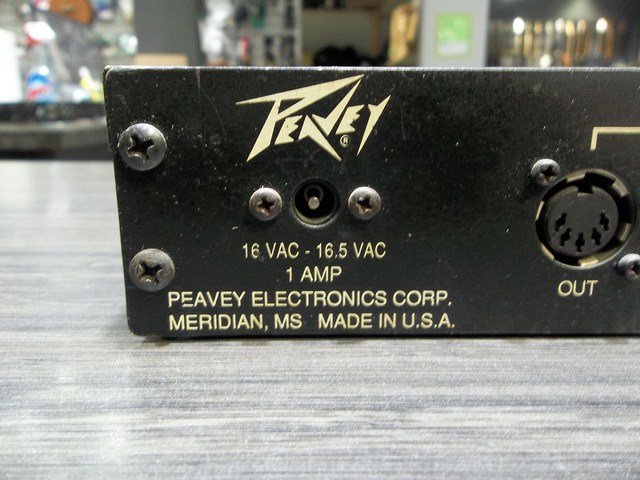 PEAVEY®
16 VAC - 16.5 VAC
1 AMP
PEAVEY ELECTRONICS CORP.
MERIDIAN, MS MADE IN U.S.A.
OUT